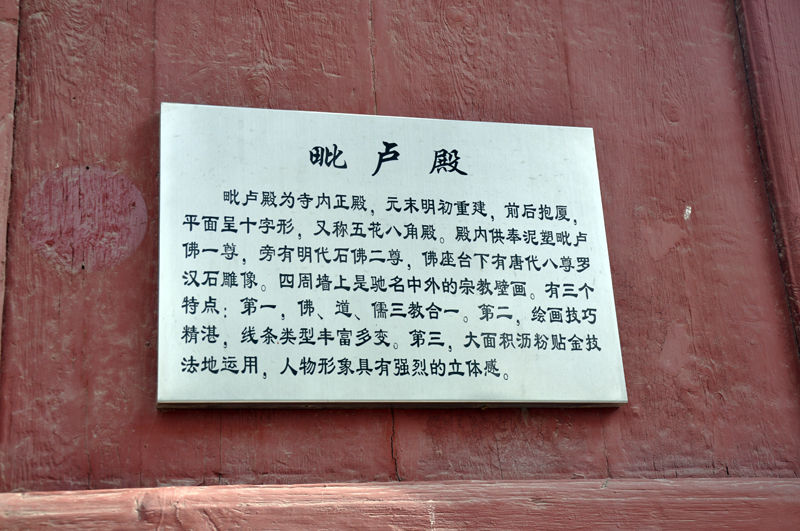 毗卢殿
毗卢殿为寺内正殿，元末明初重建，前后抱厦，
平面呈十字形，又称五花八角殿。殿内供奉泥塑毗卢
佛一尊，旁有明代石佛二尊，佛座台下有唐代八尊罗
汉石雕像。四周墙上是驰名中外的宗教壁画。有三个
特点：第一，佛、道、儒三教合一。第二，绘画技巧
精湛，线条类型丰富多变。第三，大面积沥粉贴金技
法地运用，人物形象具有强烈的立体感。